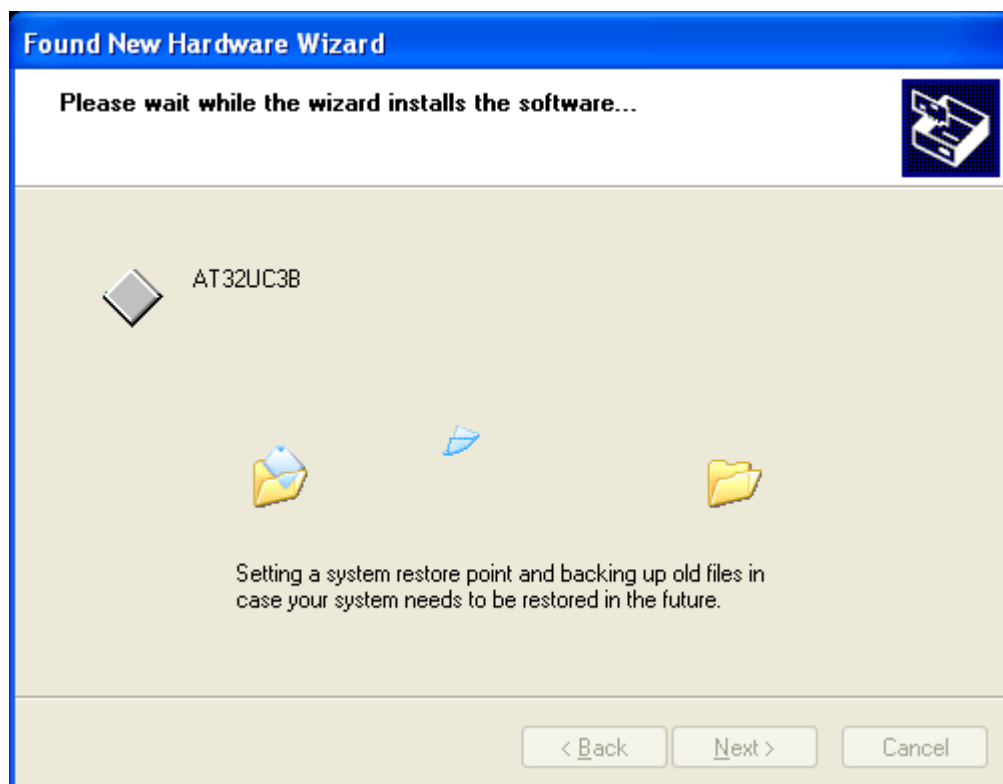 Found New Hardware Wizard
Please wait while the wizard installs the software...
AT32UC3B
Setting a system restore point and backing up old files in
case your system needs to be restored in the future.
< Back Next > Cancel